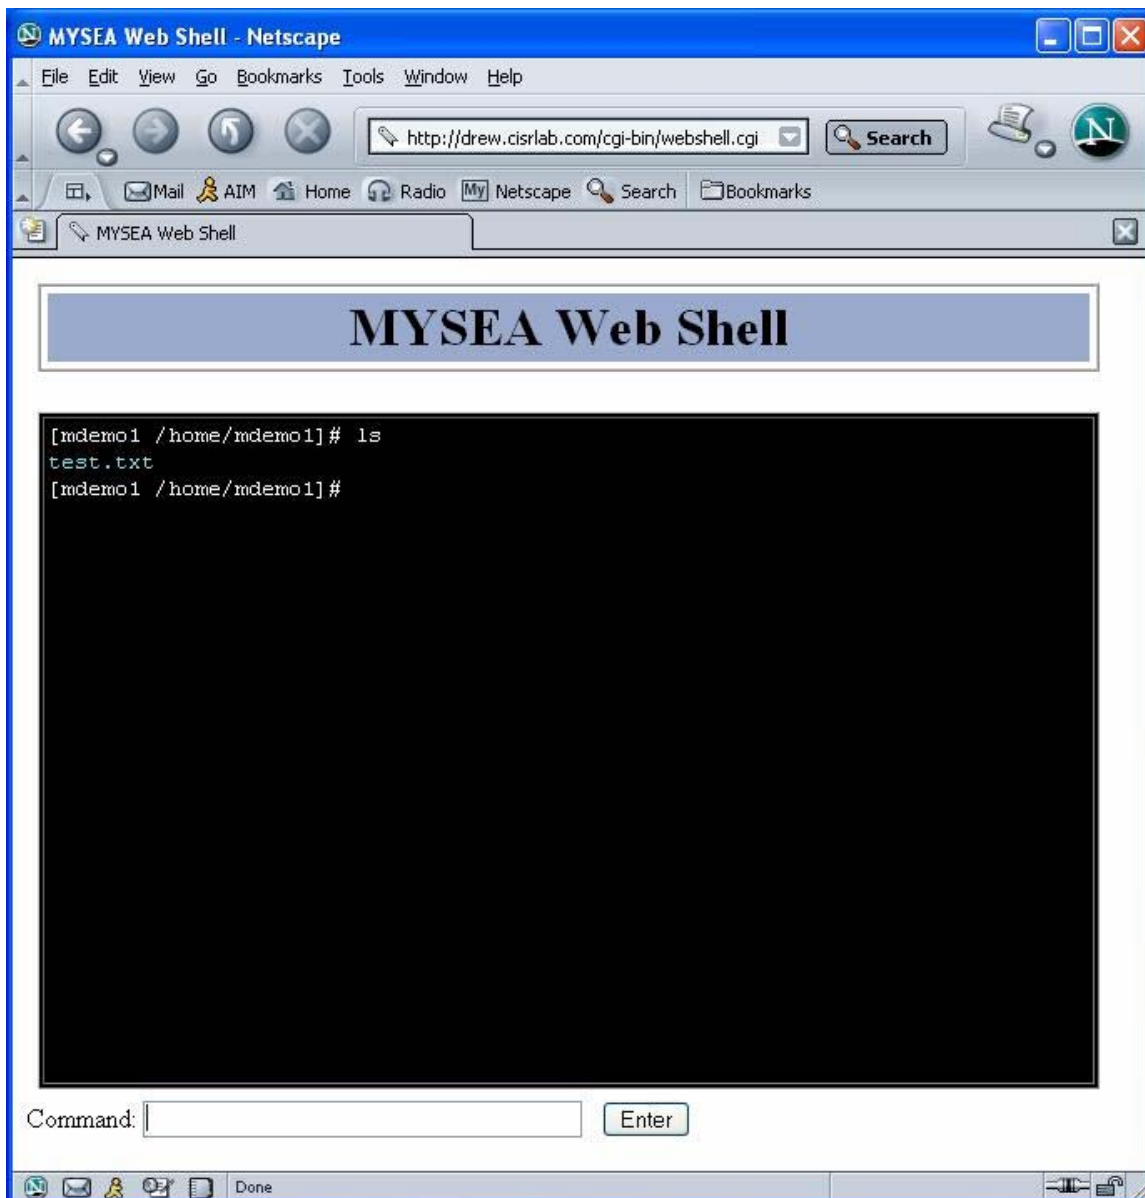 MYSEA Web Shell - Netscape
File Edit View Go Bookmarks Tools Window Help
http://drew.cisrlab.com/cgi-bin/webshell.cgi Search N
Mail AIM Home Radio My Netscape Search Bookmarks
MYSEA Web Shell
MYSEA Web Shell
[mdemo1 /home/mdemo1]# ls
test.txt
[mdemo1 /home/mdemo1]#
Command: Enter
Done